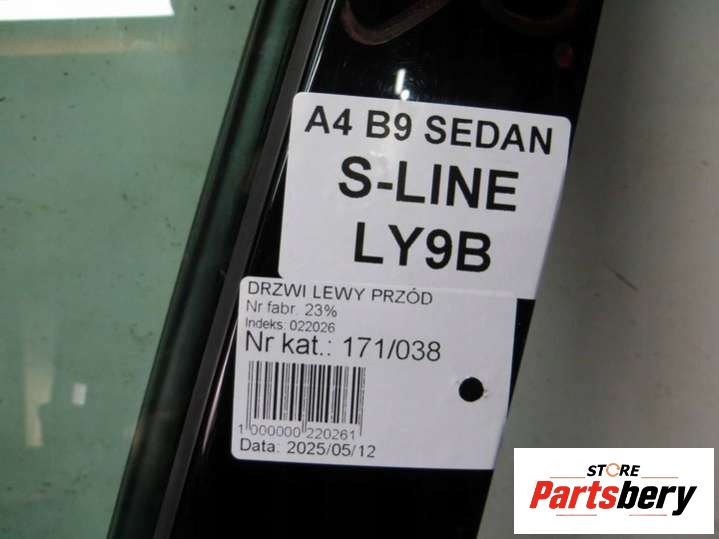 A4 B9 SEDAN
S-LINE
LY9B
DRZWI LEWY PRZÓD
Nr fabr. 23%
Indeks: 022026
Nr kat.: 171/038
1 000000 220261
Data: 2025/05/12
STORE
Partsbery